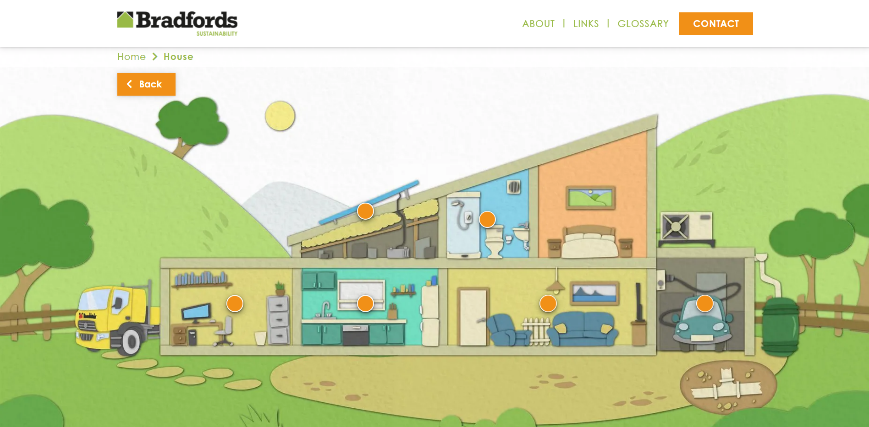 Bradfords
SUSTAINABILITY
ABOUT | LINKS | GLOSSARY CONTACT
Home > House
< Back